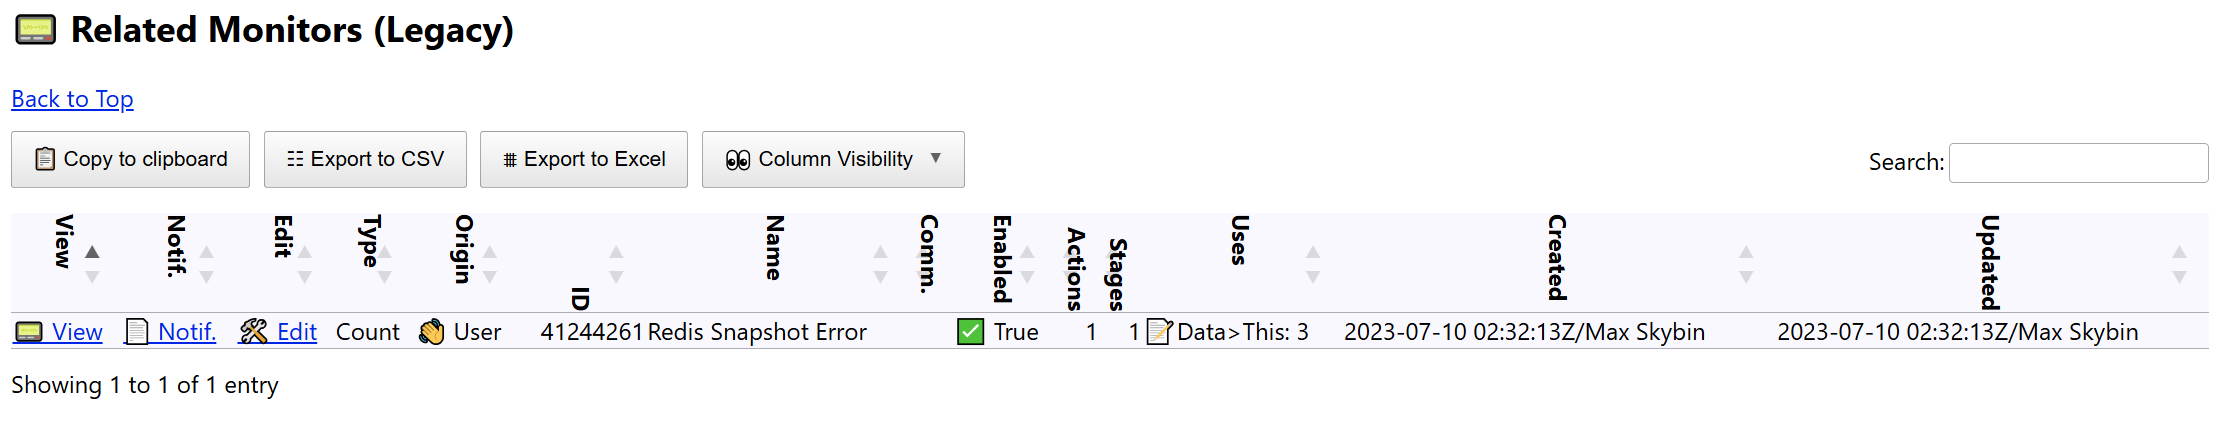 Related Monitors (Legacy)
Back to Top
Copy to clipboard Export to CSV Export to Excel Column Visibility ▼ Search:
View Notif. Edit Type Origin ID Name Comm. Enabled Actions Stages Uses Created Updated
View Notif. Edit Count User 41244261 Redis Snapshot Error True 1 1 Data>This: 3 2023-07-10 02:32:13Z/Max Skybin 2023-07-10 02:32:13Z/Max Skybin
Showing 1 to 1 of 1 entry